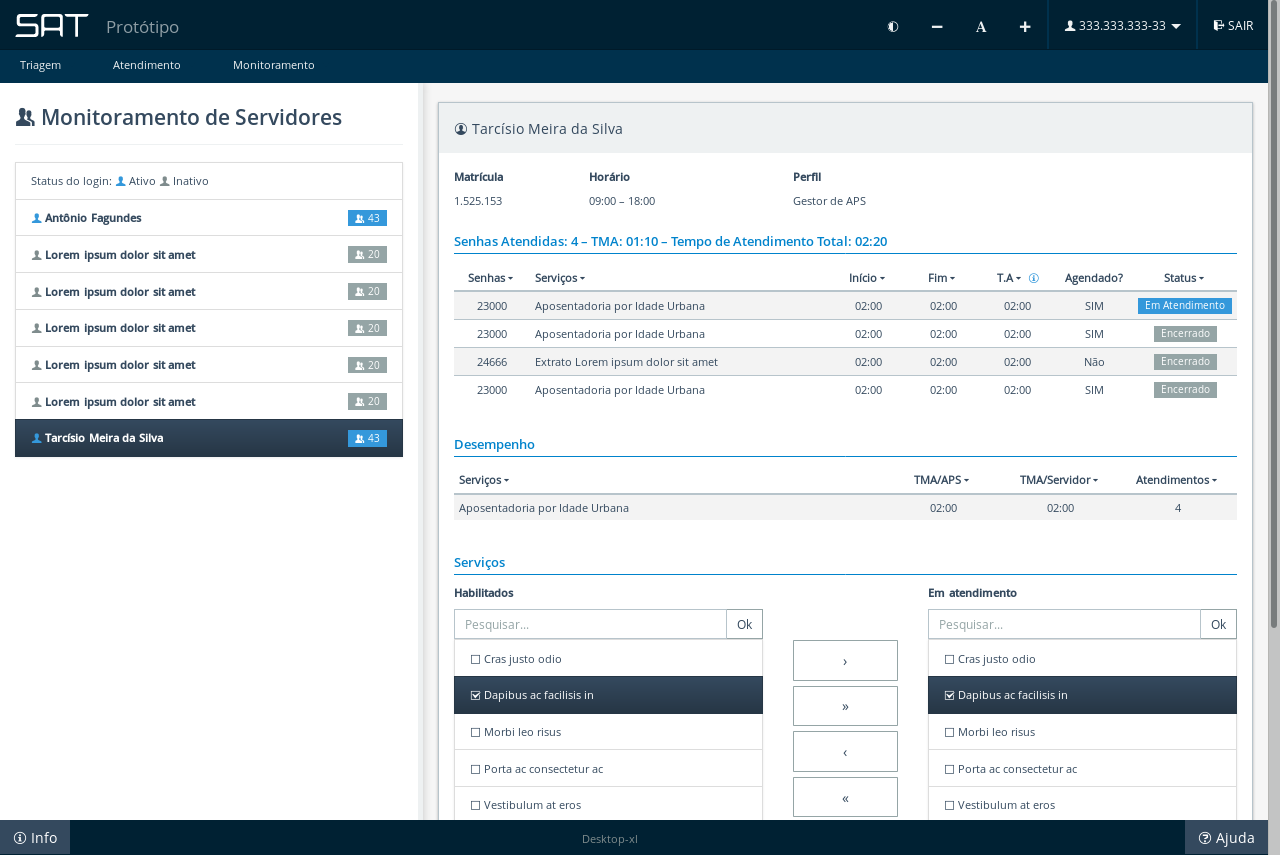 SAT Protótipo A 333.333.333-33 SAIR
Triagem Atendimento Monitoramento
Monitoramento de Servidores
Status do login: Ativo Inativo
Antônio Fagundes 43
Lorem ipsum dolor sit amet 20
Lorem ipsum dolor sit amet 20
Lorem ipsum dolor sit amet 20
Lorem ipsum dolor sit amet 20
Lorem ipsum dolor sit amet 20
Tarcísio Meira da Silva 43
Tarcísio Meira da Silva
Matrícula Horário Perfil
1.525.153 09:00 – 18:00 Gestor de APS
Senhas Atendidas: 4 – TMA: 01:10 – Tempo de Atendimento Total: 02:20
Senhas Serviços Início Fim T.A Agendado? Status
23000 Aposentadoria por Idade Urbana 02:00 02:00 02:00 SIM Em Atendimento
23000 Aposentadoria por Idade Urbana 02:00 02:00 02:00 SIM Encerrado
24666 Extrato Lorem ipsum dolor sit amet 02:00 02:00 02:00 Não Encerrado
23000 Aposentadoria por Idade Urbana 02:00 02:00 02:00 SIM Encerrado
Desempenho
Serviços TMA/APS TMA/Servidor Atendimentos
Aposentadoria por Idade Urbana 02:00 02:00 4
Serviços
Habilitados Em atendimento
Pesquisar... Ok Pesquisar... Ok
Cras justo odio › Cras justo odio
Dapibus ac facilisis in » Dapibus ac facilisis in
Morbi leo risus Morbi leo risus
Porta ac consectetur ac ‹ Porta ac consectetur ac
Vestibulum at eros « Vestibulum at eros
Info Desktop-xl Ajuda